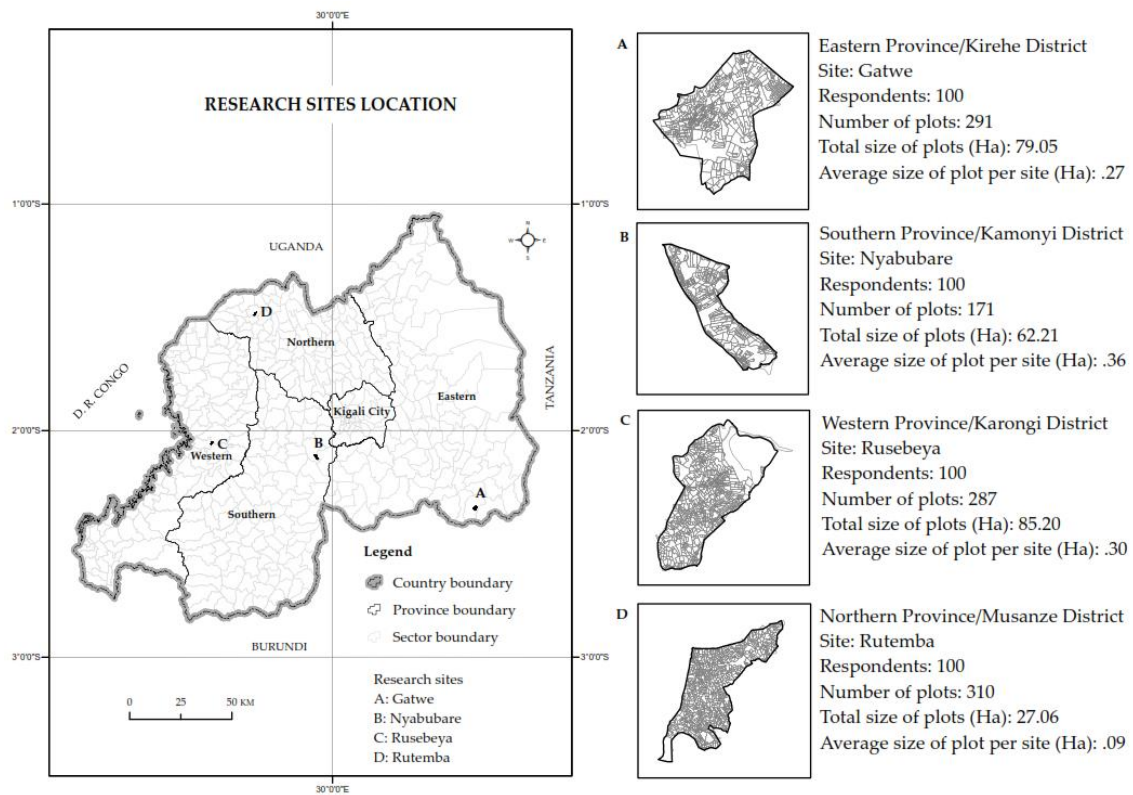 30°0'0"E
RESEARCH SITES LOCATION
1°0'0"S
1°0'0"S
N
W
E
S
UGANDA
D
Northern
D. R. CONGO
TANZANIA
Eastern
Kigali City
2°0'0"S
2°0'0"S
C
B
Western
A
Southern
Legend
Country boundary
Province boundary
Sector boundary
BURUNDI
3°0'0"S
3°0'0"S
Research sites
A: Gatwe
B: Nyabubare
C: Rusebeya
D: Rutemba
0 25 50 KM
30°0'0"E
A
Eastern Province/Kirehe District
Site: Gatwe
Respondents: 100
Number of plots: 291
Total size of plots (Ha): 79.05
Average size of plot per site (Ha): .27
B
Southern Province/Kamonyi District
Site: Nyabubare
Respondents: 100
Number of plots: 171
Total size of plots (Ha): 62.21
Average size of plot per site (Ha): .36
C
Western Province/Karongi District
Site: Rusebeya
Respondents: 100
Number of plots: 287
Total size of plots (Ha): 85.20
Average size of plot per site (Ha): .30
D
Northern Province/Musanze District
Site: Rutemba
Respondents: 100
Number of plots: 310
Total size of plots (Ha): 27.06
Average size of plot per site (Ha): .09